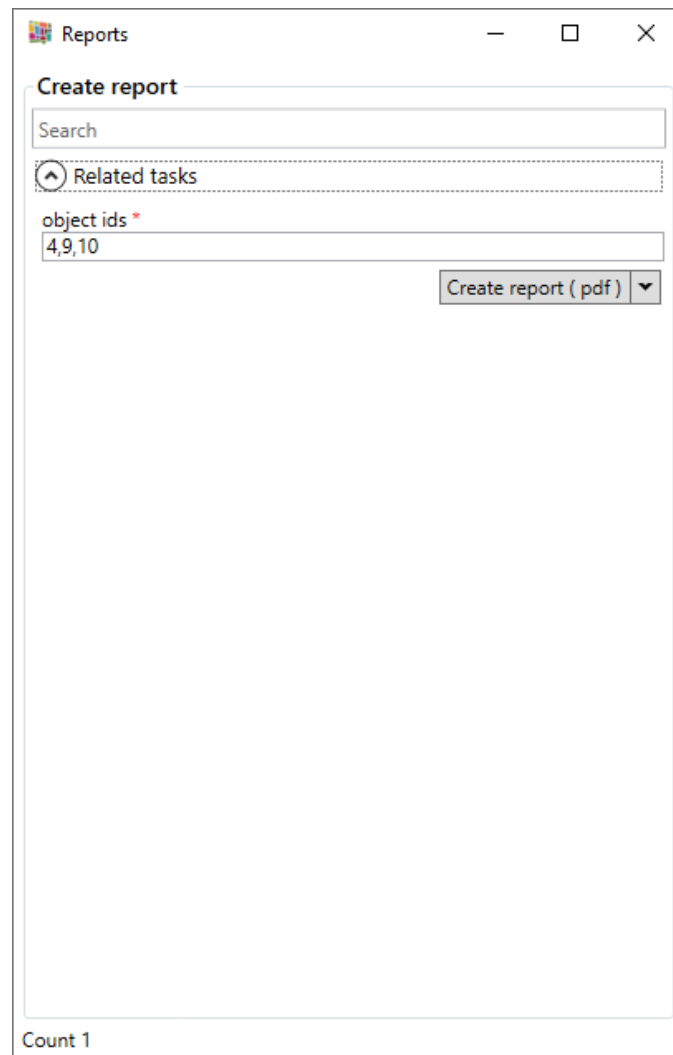 Reports
Create report
Search
Related tasks
object ids *
4,9,10
Create report ( pdf )
Count 1